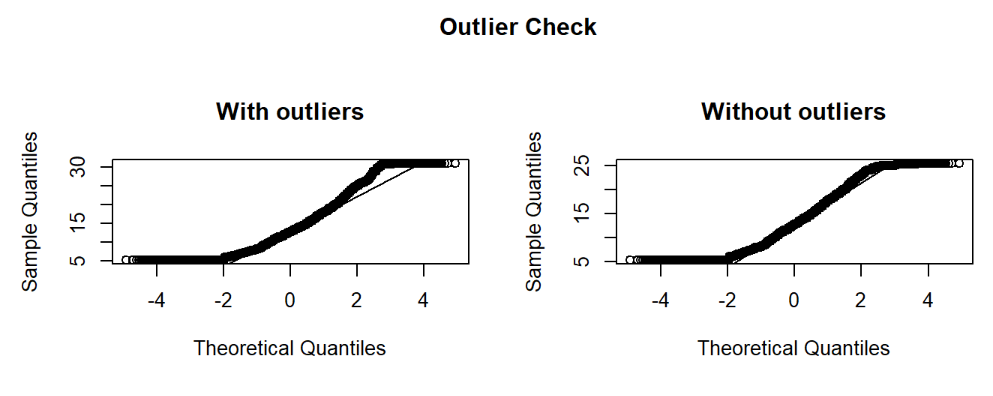 Outlier Check
With outliers
Sample Quantiles
30
15
5
-4 -2 0 2 4
Theoretical Quantiles
Without outliers
Sample Quantiles
25
15
5
-4 -2 0 2 4
Theoretical Quantiles